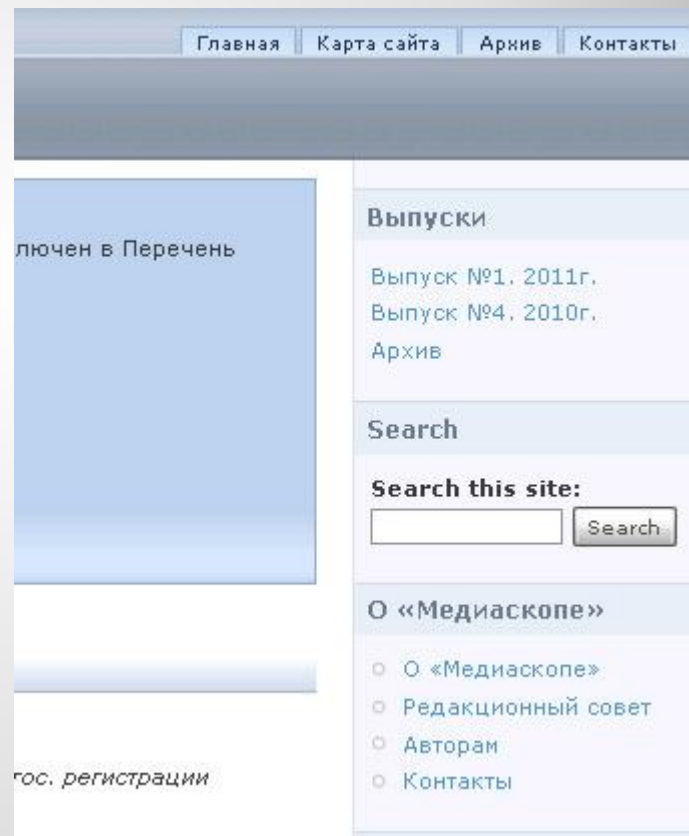 Главная Карта сайта Архив Контакты
лючен в Перечень
Выпуски
Выпуск №1. 2011г.
Выпуск №4. 2010г.
Архив
Search
Search this site:
Search
О «Медиаскопе»
О «Медиаскопе»
Редакционный совет
Авторам
Контакты
гос. регистрации